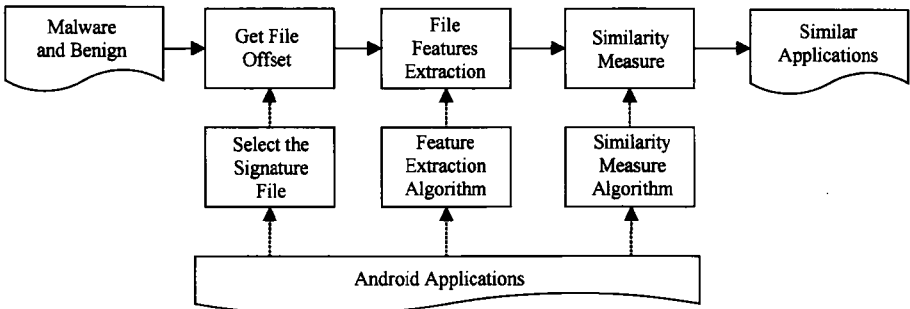 Malware
and Benign
Get File
Offset
File
Features
Extraction
Similarity
Measure
Similar
Applications
Select the
Signature
File
Feature
Extraction
Algorithm
Similarity
Measure
Algorithm
Android Applications